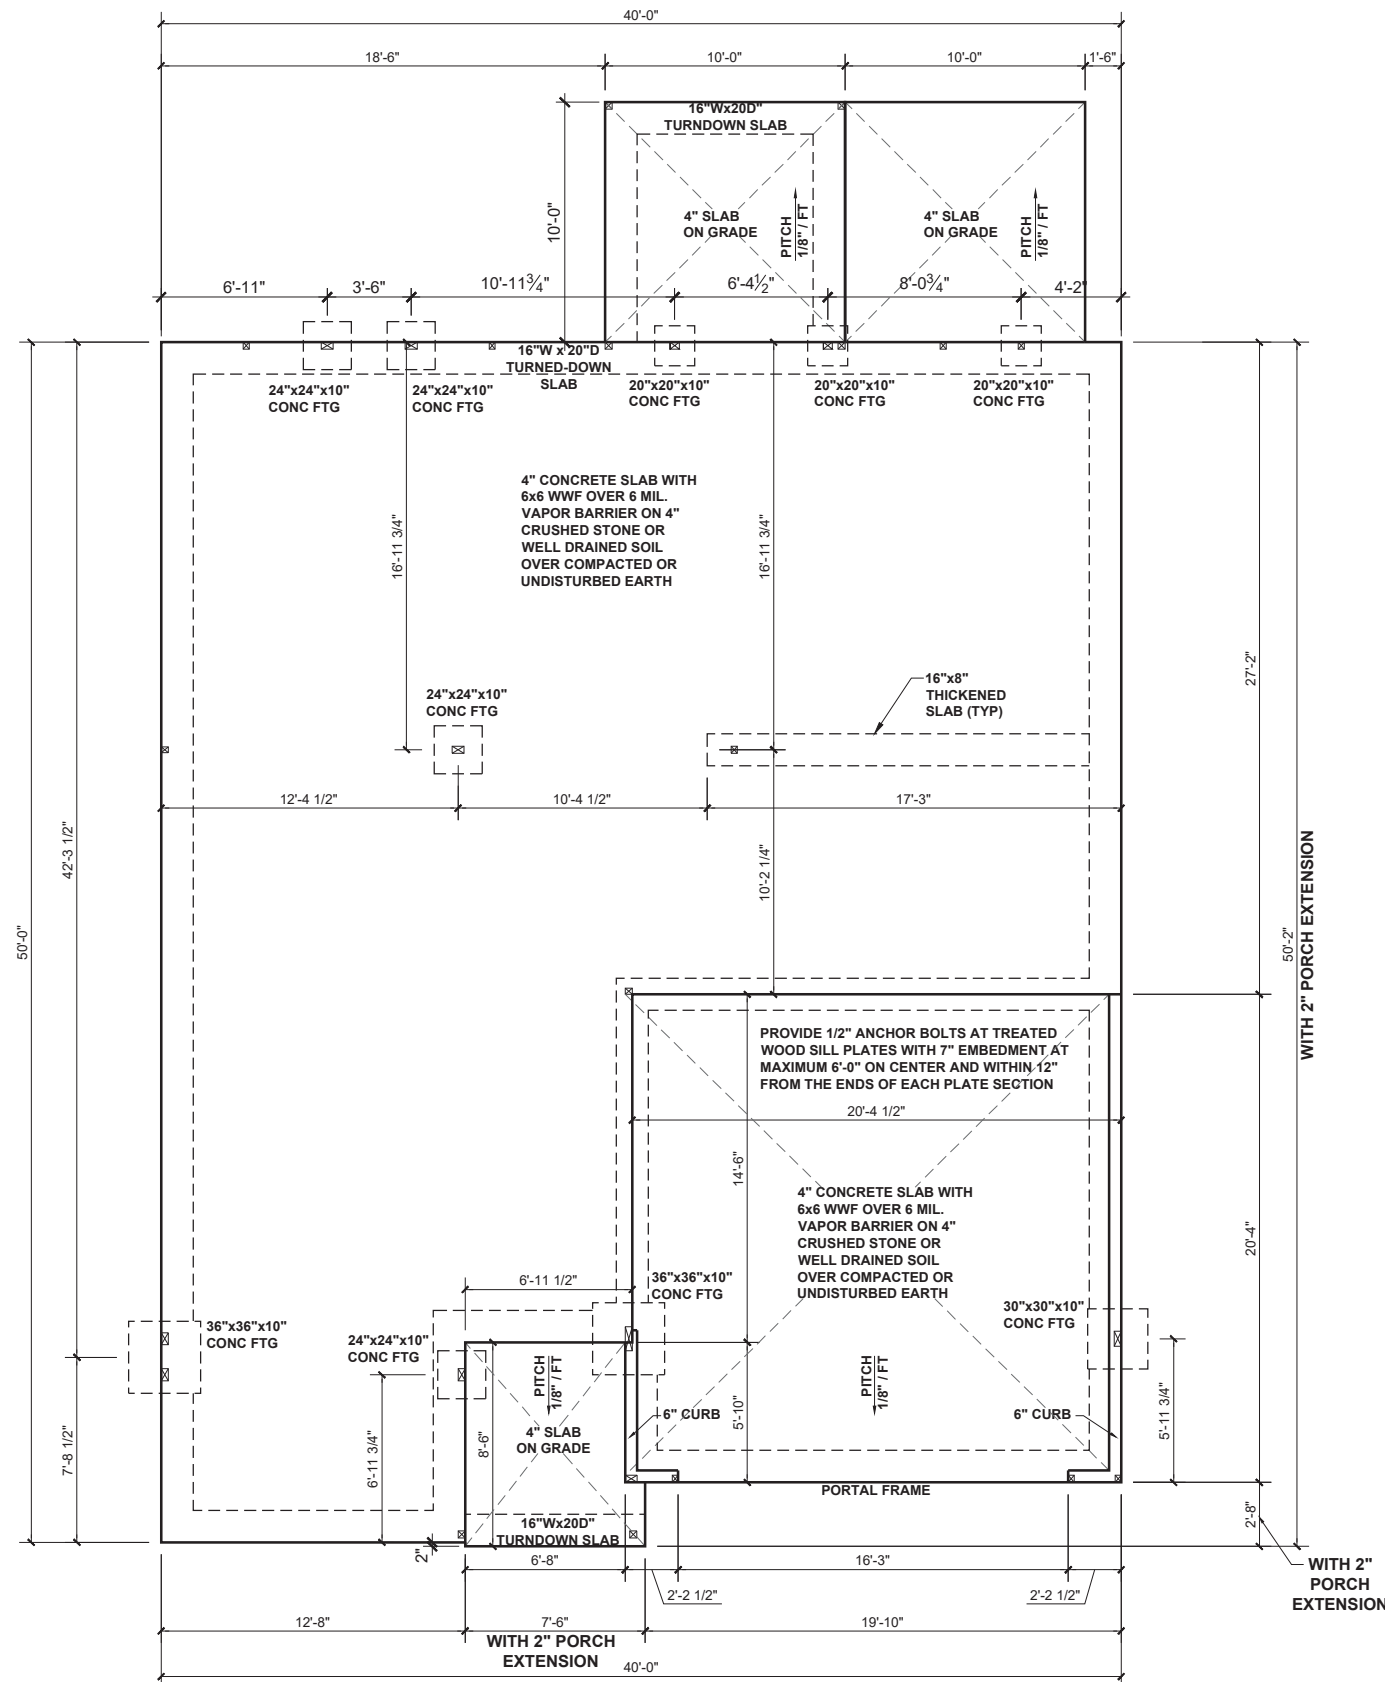 40'-0"
18'-6"
10'-0"
10'-0"
1'-6"
16"Wx20D"
TURNDOWN SLAB
10'-0"
4" SLAB
ON GRADE
PITCH
1/8" / FT
4" SLAB
ON GRADE
PITCH
1/8" / FT
6'-11"
3'-6"
10'-11¾"
6'-4½"
8'-0¾"
4'-2"
16"W x 20"D
TURNED-DOWN
SLAB
24"x24"x10"
CONC FTG
24"x24"x10"
CONC FTG
20"x20"x10"
CONC FTG
20"x20"x10"
CONC FTG
20"x20"x10"
CONC FTG
4" CONCRETE SLAB WITH
6x6 WWF OVER 6 MIL.
VAPOR BARRIER ON 4"
CRUSHED STONE OR
WELL DRAINED SOIL
OVER COMPACTED OR
UNDISTURBED EARTH
16'-11 3/4"
16'-11 3/4"
27'-2"
24"x24"x10"
CONC FTG
16"x8"
THICKENED
SLAB (TYP)
12'-4 1/2"
10'-4 1/2"
17'-3"
42'-3 1/2"
10'-2 1/4"
50'-0"
50'-2"
WITH 2" PORCH EXTENSION
PROVIDE 1/2" ANCHOR BOLTS AT TREATED
WOOD SILL PLATES WITH 7" EMBEDMENT AT
MAXIMUM 6'-0" ON CENTER AND WITHIN 12"
FROM THE ENDS OF EACH PLATE SECTION
20'-4 1/2"
14'-6"
4" CONCRETE SLAB WITH
6x6 WWF OVER 6 MIL.
VAPOR BARRIER ON 4"
CRUSHED STONE OR
WELL DRAINED SOIL
OVER COMPACTED OR
UNDISTURBED EARTH
20'-4"
6'-11 1/2"
36"x36"x10"
CONC FTG
30"x30"x10"
CONC FTG
36"x36"x10"
CONC FTG
24"x24"x10"
CONC FTG
PITCH
1/8" / FT
PITCH
1/8" / FT
6" CURB
6" CURB
5'-10"
5'-11 3/4"
4" SLAB
ON GRADE
8'-6"
6'-11 3/4"
7'-8 1/2"
PORTAL FRAME
2'-8"
16"Wx20D"
TURNDOWN SLAB
2"
6'-8"
16'-3"
2'-2 1/2"
2'-2 1/2"
WITH 2"
PORCH
EXTENSION
12'-8"
7'-6"
19'-10"
WITH 2" PORCH
EXTENSION
40'-0"